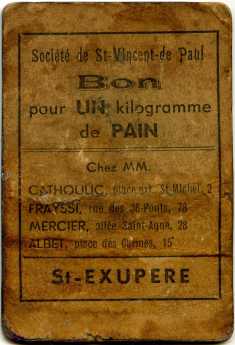 Société de St-Vincent-de Paul
Bon
pour UN kilogramme
de PAIN
Chez MM.
CATHOULIC, place St-Michel, 2
FRAYSSI, rue des 36-Ponts, 78
MERCIER, allée Saint-Agne, 28
ALBET, place des Carmes, 15
St-EXUPERE